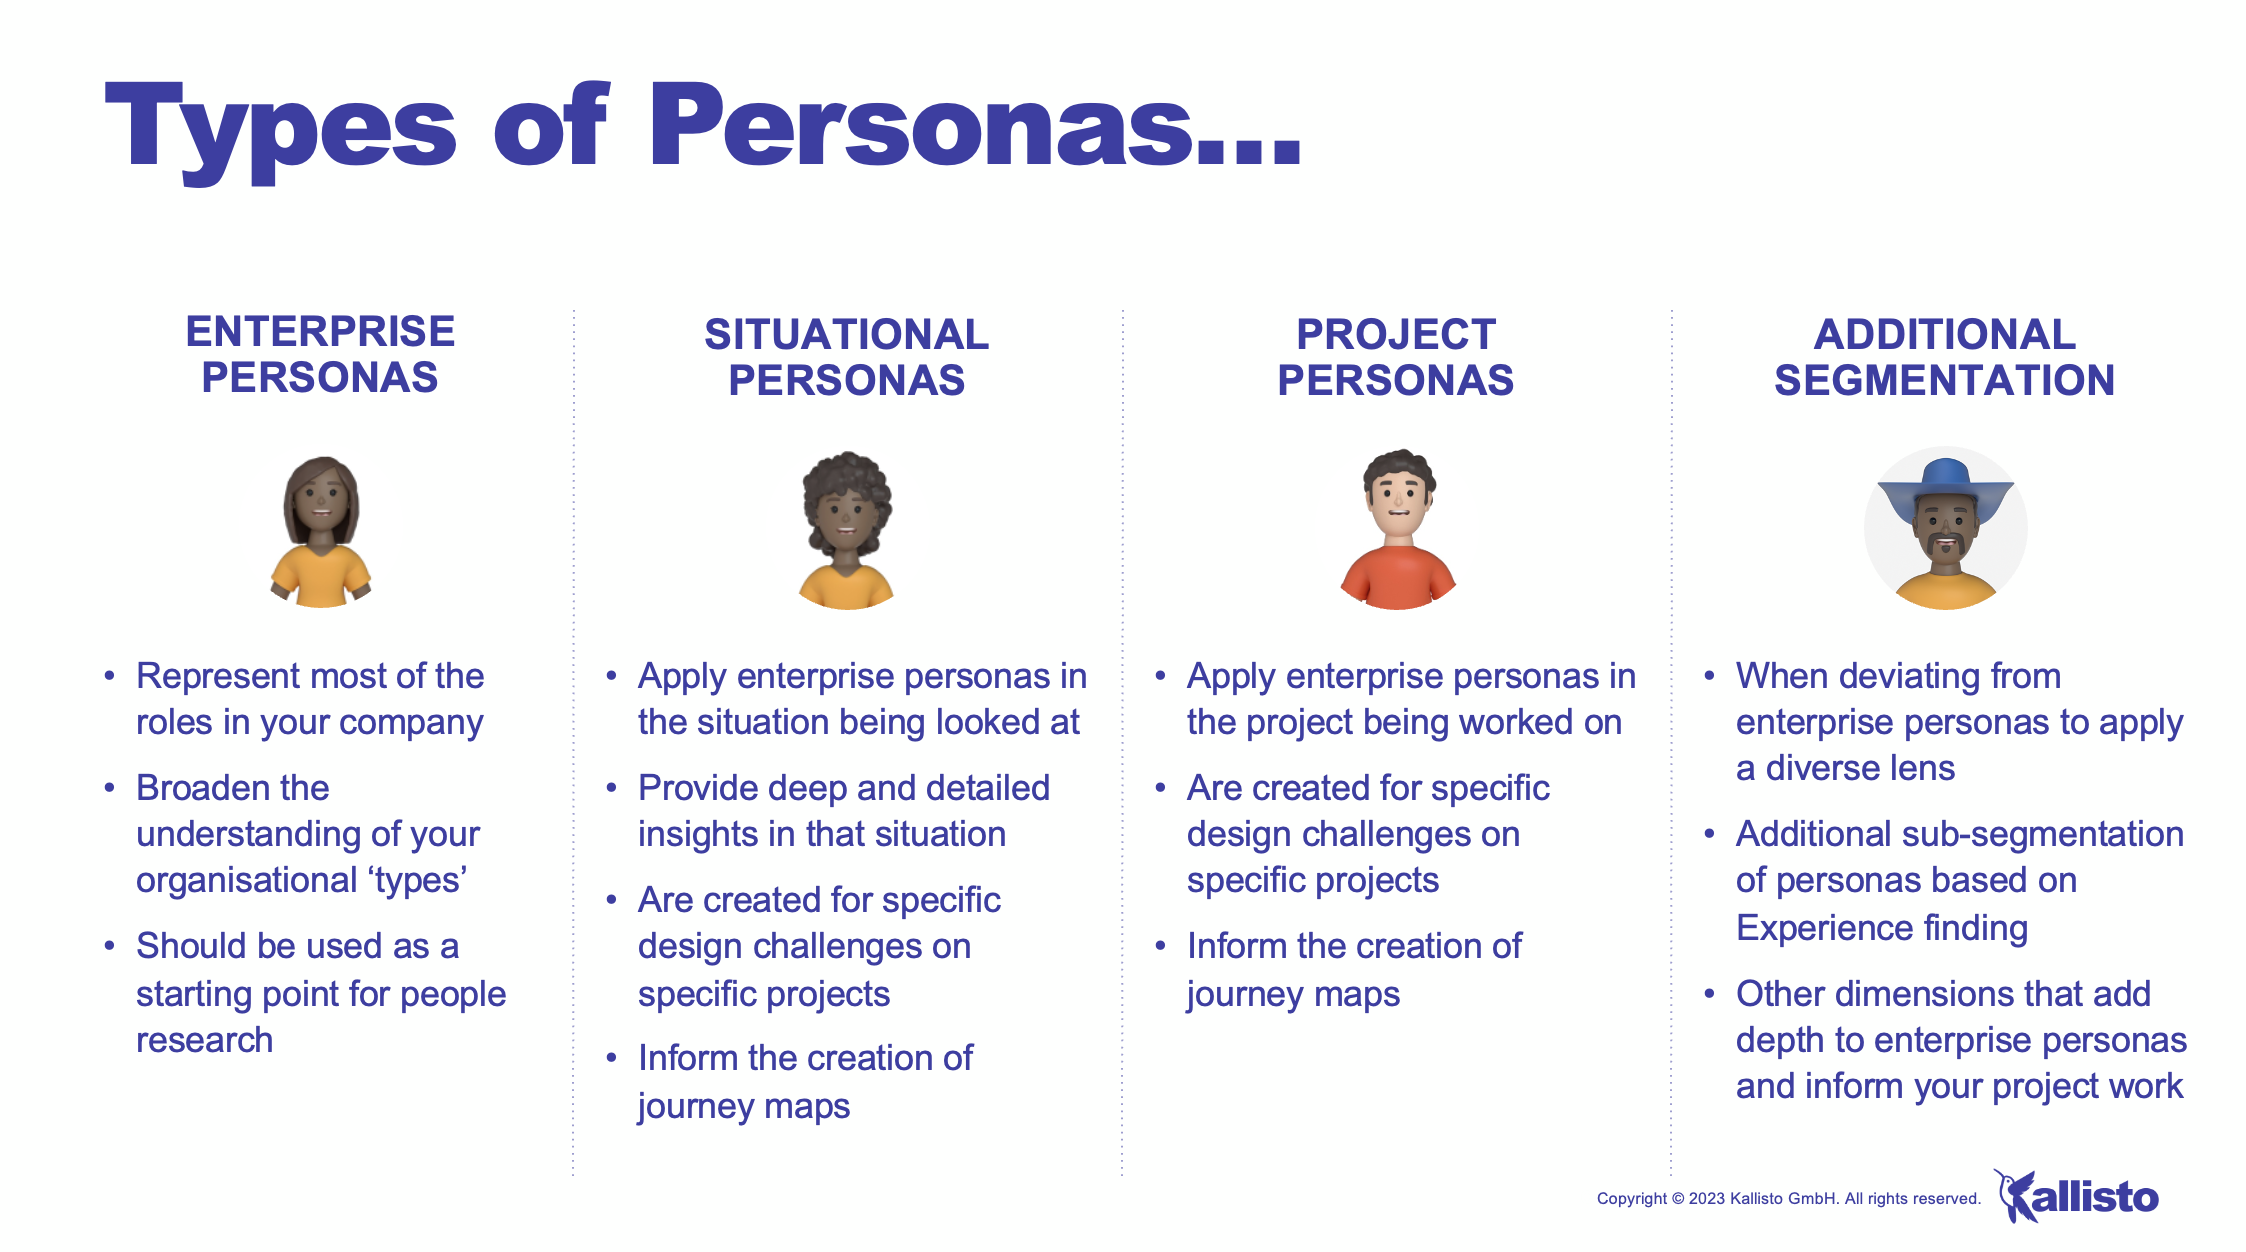 Types of Personas...
ENTERPRISE
PERSONAS
• Represent most of the
roles in your company
• Broaden the
understanding of your
organisational ‘types’
• Should be used as a
starting point for people
research
SITUATIONAL
PERSONAS
• Apply enterprise personas in
the situation being looked at
• Provide deep and detailed
insights in that situation
• Are created for specific
design challenges on
specific projects
• Inform the creation of
journey maps
PROJECT
PERSONAS
• Apply enterprise personas in
the project being worked on
• Are created for specific
design challenges on
specific projects
• Inform the creation of
journey maps
ADDITIONAL
SEGMENTATION
• When deviating from
enterprise personas to apply
a diverse lens
• Additional sub-segmentation
of personas based on
Experience finding
• Other dimensions that add
depth to enterprise personas
and inform your project work
Copyright © 2023 Kallisto GmbH. All rights reserved.
Kallisto